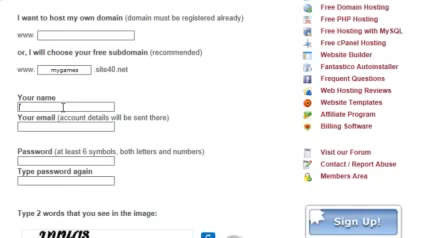 I want to host my own domain (domain must be registered already)
www.
or, I will choose your free subdomain (recommended)
www. mygames .site40.net
Your name
Your email (account details will be sent there)
Password (at least 6 symbols, both letters and numbers)
Type password again
Type 2 words that you see in the image:
Free Domain Hosting
Free PHP Hosting
Free Hosting with MySQL
Free cPanel Hosting
Website Builder
Fantastico Autoinstaller
Frequent Questions
Web Hosting Reviews
Website Templates
Affiliate Program
Billing Software
Visit our Forum
Contact / Report Abuse
Members Area
Sign Up!